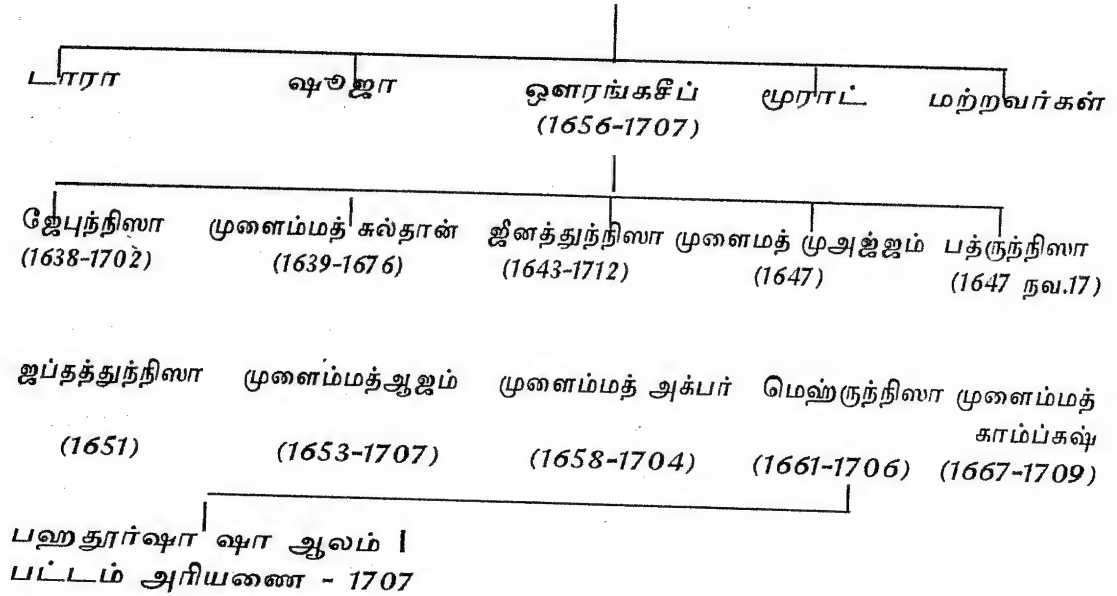 டாரா ஷூஜா ஔரங்கசீப் மூராட் மற்றவர்கள்
(1656-1707)
ஜேபுந்நிஸா முஹைம்மத் சுல்தான் ஜீனத்துந்நிஸா முஹைமத் முஅஜ்ஜம் பத்ருந்நிஸா
(1638-1702) (1639-1676) (1643-1712) (1647) (1647 நவ.17)
ஜப்தத்துந்நிஸா முஹைம்மத்ஆஜம் முஹைம்மத் அக்பர் மெஹ்ருந்நிஸா முஹைம்மத்
காம்ப்கஷ்
(1651) (1653-1707) (1658-1704) (1661-1706) (1667-1709)
பஹதூர்ஷா ஷா ஆலம் I
பட்டம் அரியணை - 1707